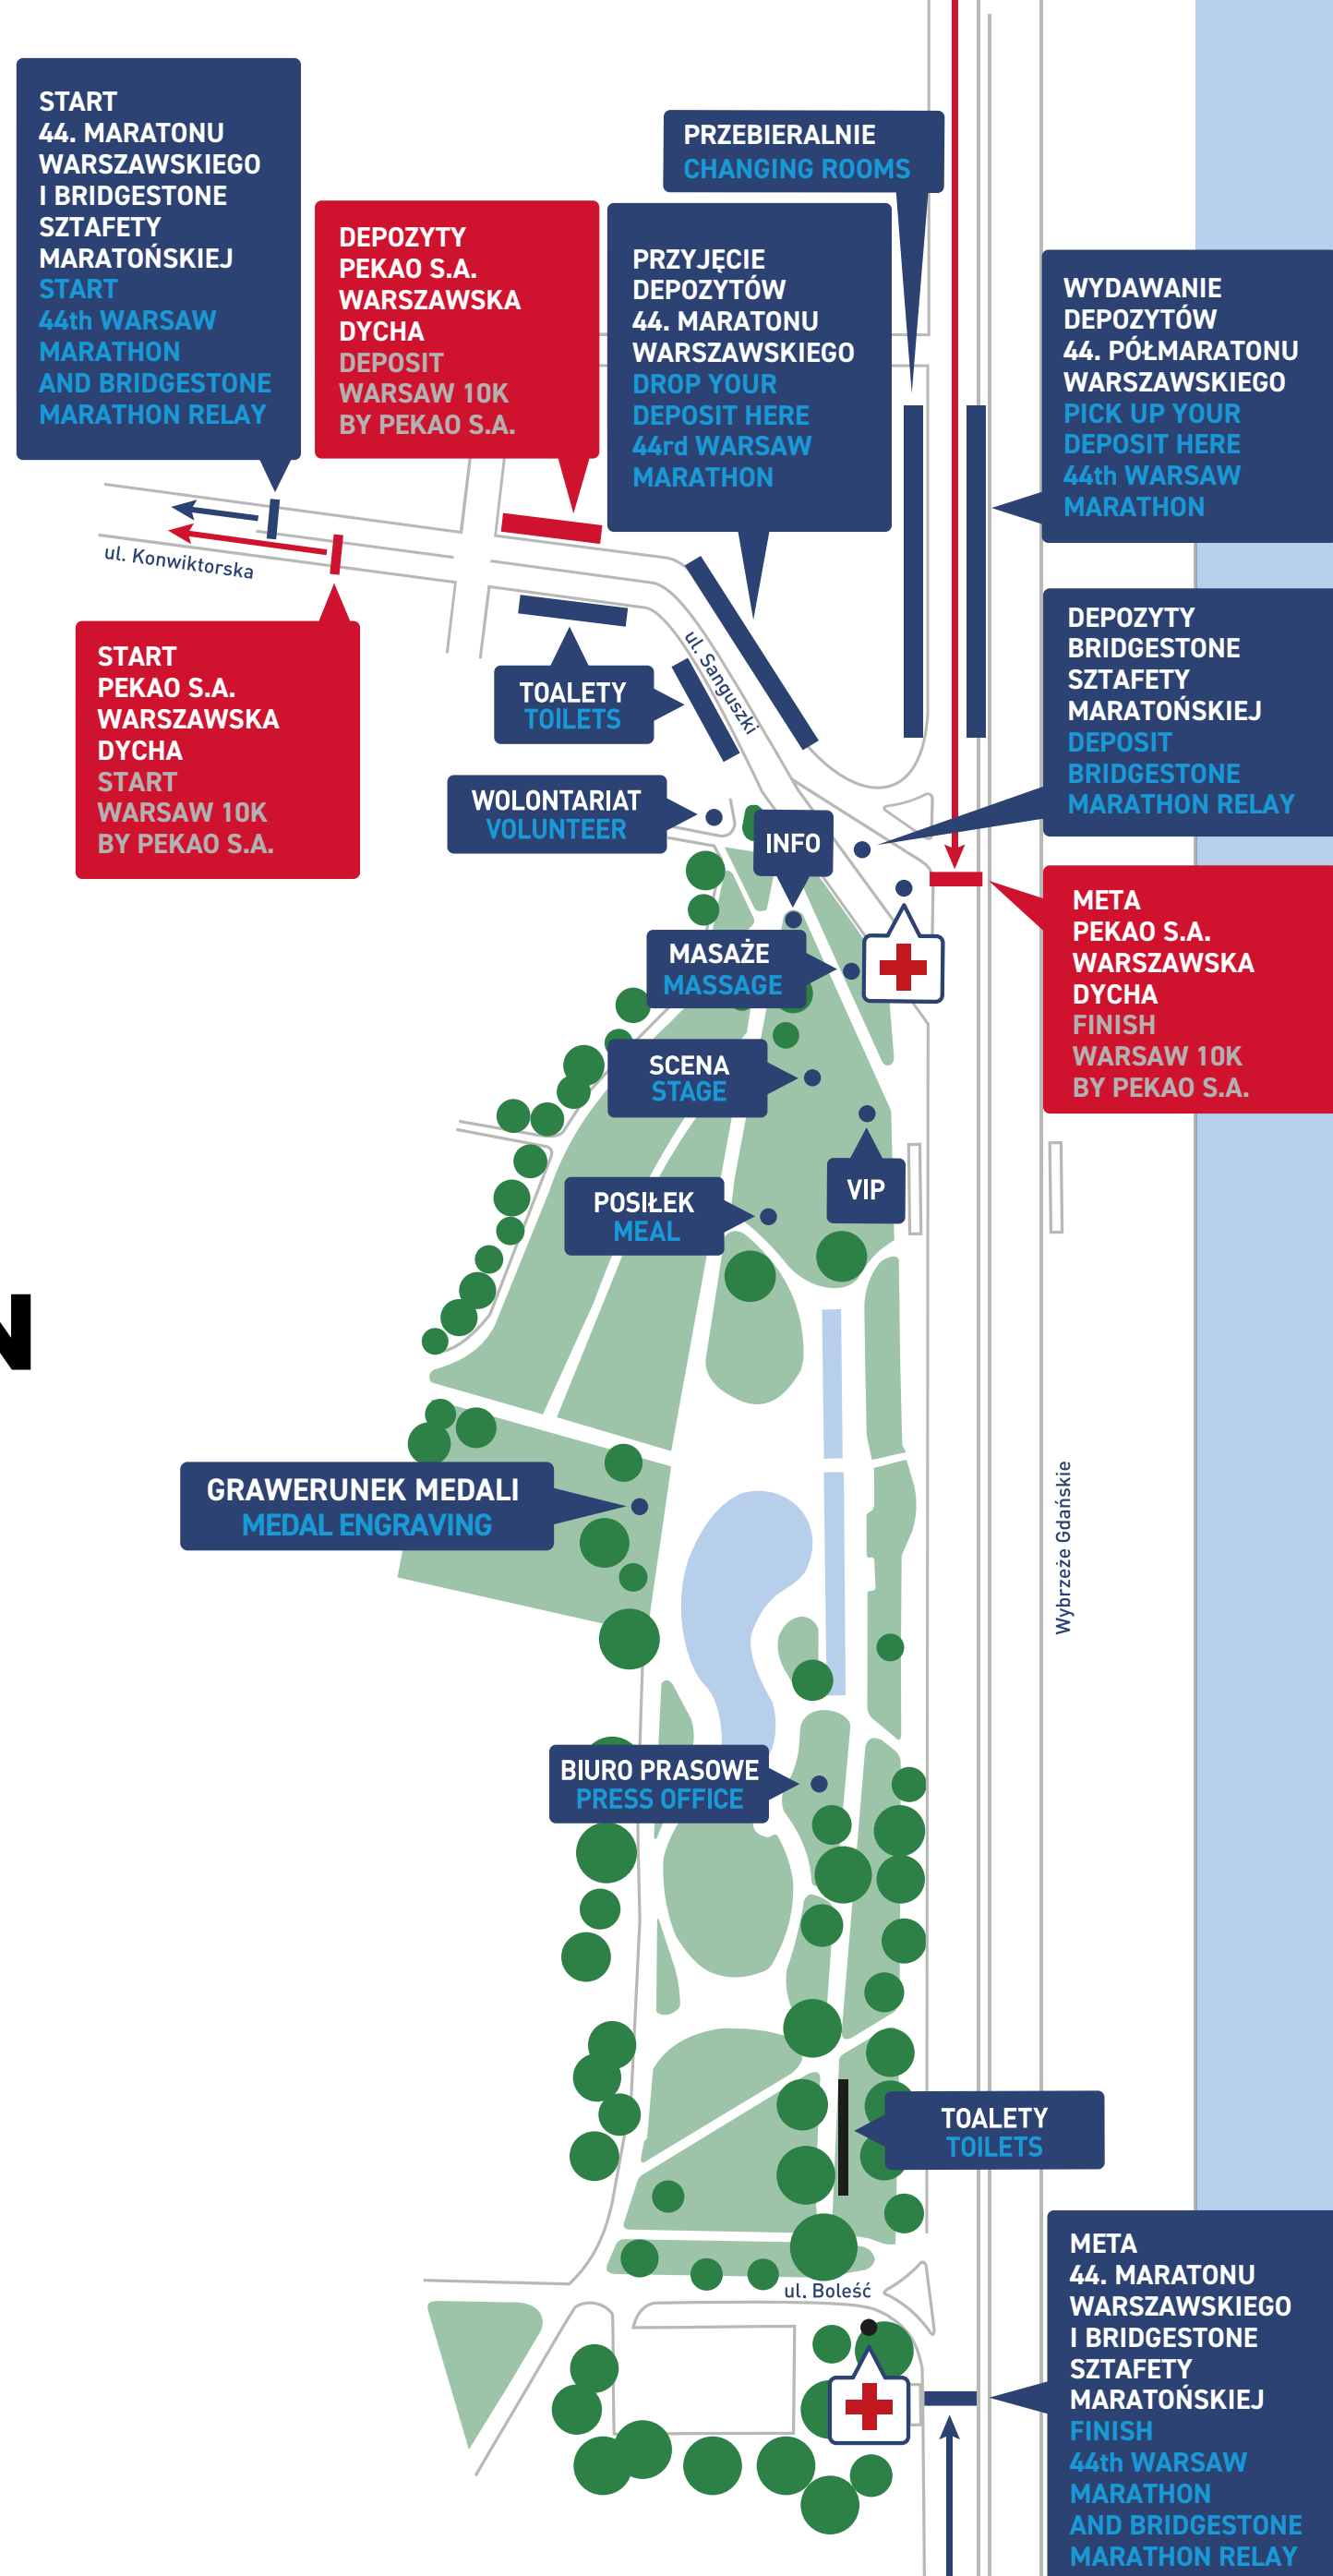 START
44. MARATONU
WARSZAWSKIEGO
I BRIDGESTONE
SZTAFETY
MARATOŃSKIEJ
START
44th WARSAW
MARATHON
AND BRIDGESTONE
MARATHON RELAY
PRZEBIERALNIE
CHANGING ROOMS
DEPOZYTY
PEKAO S.A.
WARSZAWSKA
DYCHA
DEPOSIT
WARSAW 10K
BY PEKAO S.A.
PRZYJĘCIE
DEPOZYTÓW
44. MARATONU
WARSZAWSKIEGO
DROP YOUR
DEPOSIT HERE
44rd WARSAW
MARATHON
WYDAWANIE
DEPOZYTÓW
44. PÓŁMARATONU
WARSZAWSKIEGO
PICK UP YOUR
DEPOSIT HERE
44th WARSAW
MARATHON
ul. Konwiktorska
DEPOZYTY
BRIDGESTONE
SZTAFETY
MARATOŃSKIEJ
DEPOSIT
BRIDGESTONE
MARATHON RELAY
START
PEKAO S.A.
WARSZAWSKA
DYCHA
START
WARSAW 10K
BY PEKAO S.A.
ul. Sanguszki
TOALETY
TOILETS
WOLONTARIAT
VOLUNTEER
INFO
META
PEKAO S.A.
WARSZAWSKA
DYCHA
FINISH
WARSAW 10K
BY PEKAO S.A.
MASAŻE
MASSAGE
SCENA
STAGE
VIP
POSIŁEK
MEAL
N
GRAWERUNEK MEDALI
MEDAL ENGRAVING
Wybrzeże Gdańskie
BIURO PRASOWE
PRESS OFFICE
TOALETY
TOILETS
ul. Boleść
META
44. MARATONU
WARSZAWSKIEGO
I BRIDGESTONE
SZTAFETY
MARATOŃSKIEJ
FINISH
44th WARSAW
MARATHON
AND BRIDGESTONE
MARATHON RELAY